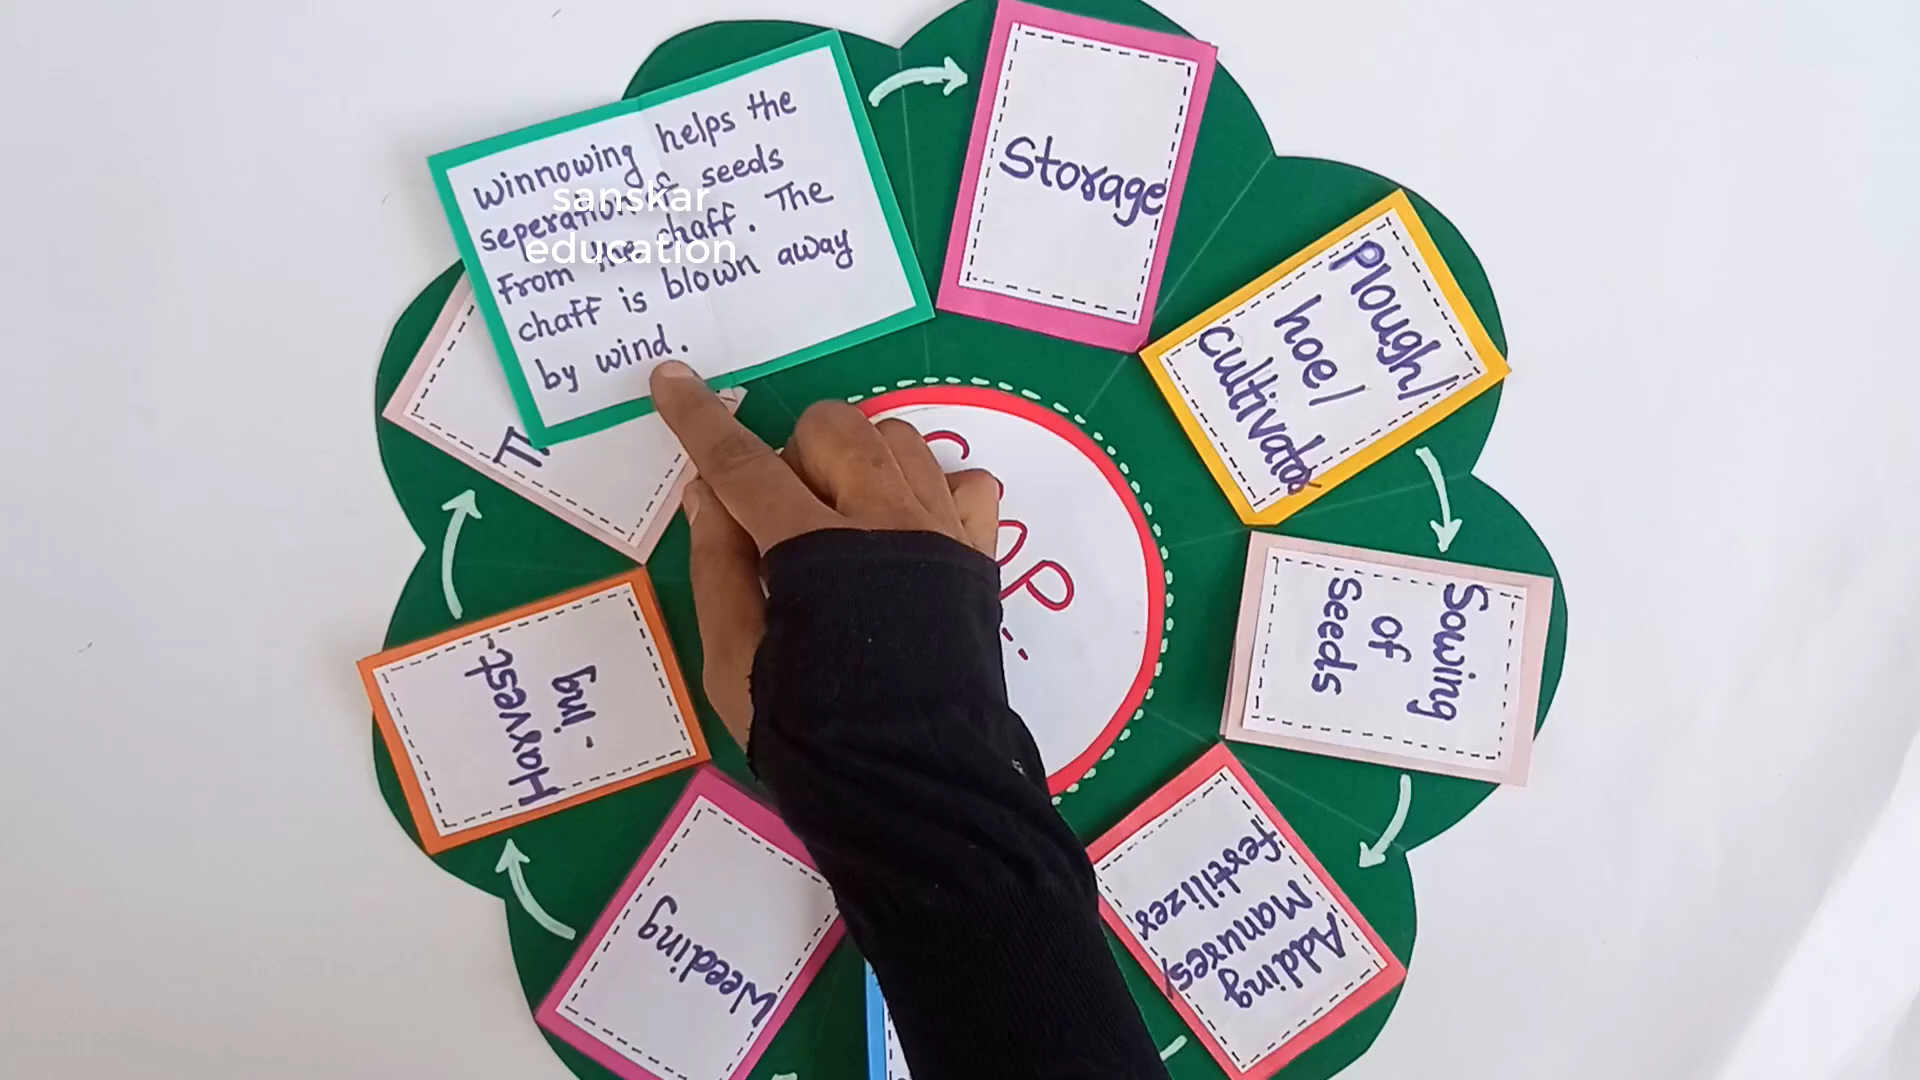 Winnowing helps the
seperation of seeds
From the chaff. The
chaff is blown away
by wind.
sanskar
education
Storage
Plough/
hoe/
cultivator
Sowing
of
Seeds
Adding
Manures/
fertilizer
Weeding
Harvest-
-ing